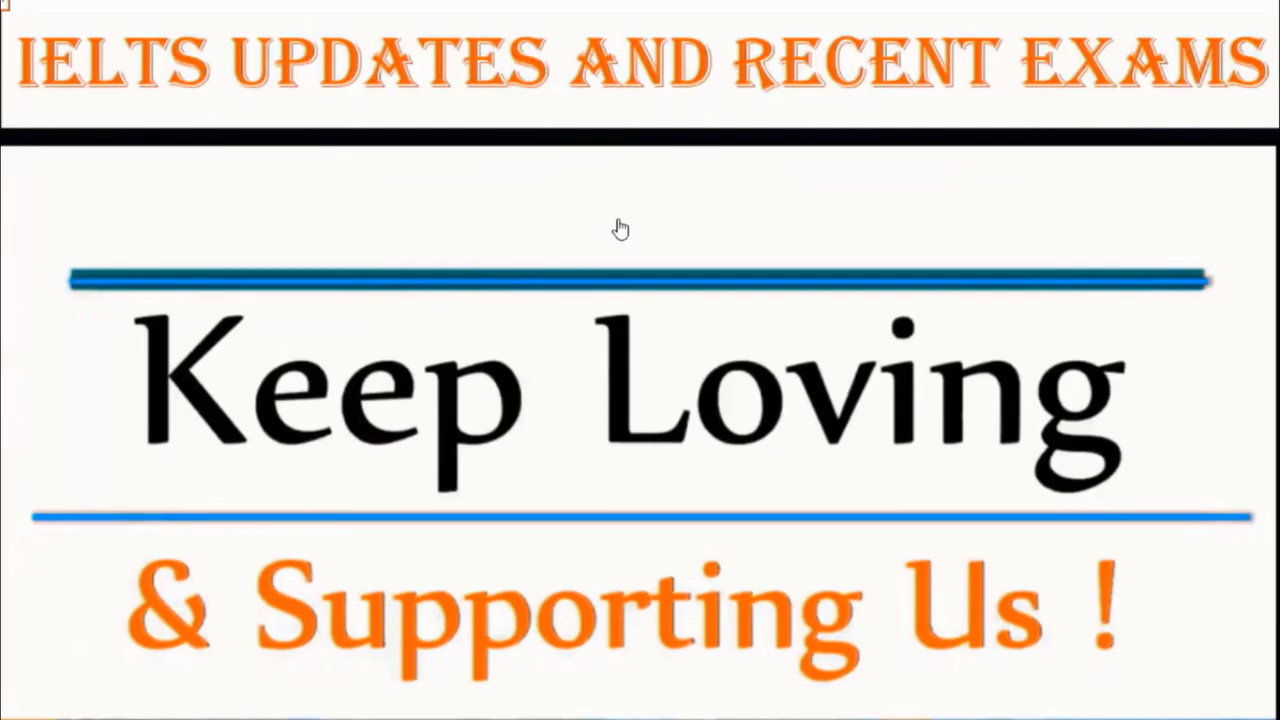 IELTS UPDATES AND RECENT EXAMS
Keep Loving
& Supporting Us !